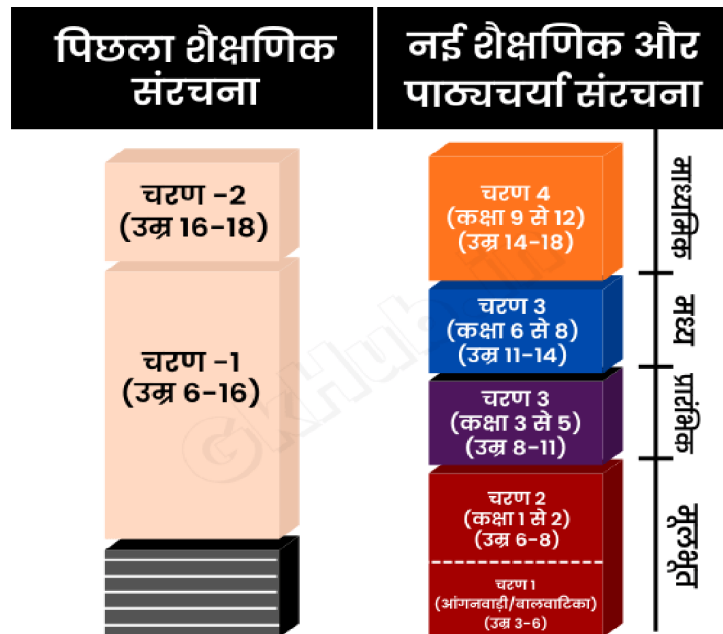 पिछला शैक्षणिक
संरचना
नई शैक्षणिक और
पाठ्यचर्या संरचना
चरण -2
(उम्र 16-18)
चरण -1
(उम्र 6-16)
चरण 4
(कक्षा 9 से 12)
(उम्र 14-18)
माध्यमिक
चरण 3
(कक्षा 6 से 8)
(उम्र 11-14)
मध्य
चरण 3
(कक्षा 3 से 5)
(उम्र 8-11)
प्रारंभिक
चरण 2
(कक्षा 1 से 2)
(उम्र 6-8)
चरण 1
(आंगनवाड़ी/बालवाटिका)
(उम्र 3-6)
मूलभूत
GkHub.in